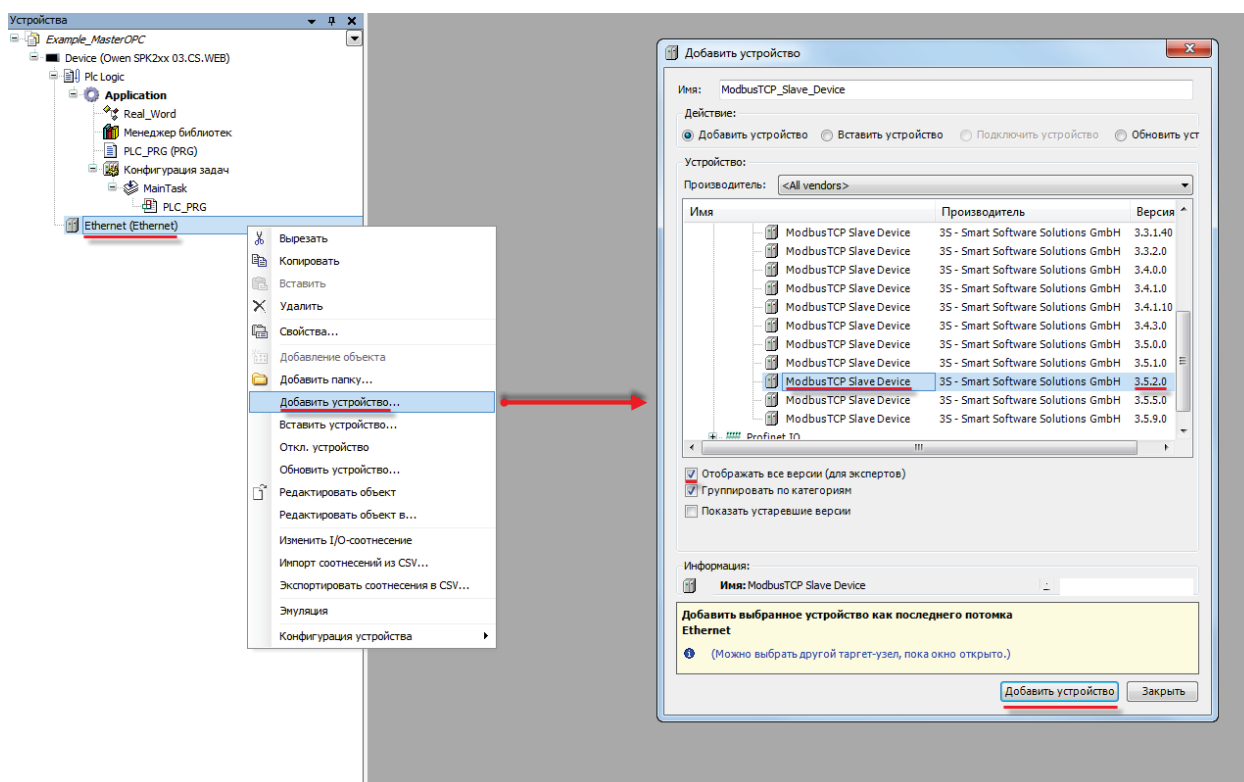 Устройства
Example_MasterOPC
Device (Owen SPK2xx 03.CS.WEB)
Plc Logic
Application
Real_Word
Менеджер библиотек
PLC_PRG (PRG)
Конфигурация задач
MainTask
PLC_PRG
Ethernet (Ethernet)
Вырезать
Копировать
Вставить
Удалить
Свойства...
Добавление объекта
Добавить папку...
Добавить устройство...
Вставить устройство...
Откл. устройство
Обновить устройство...
Редактировать объект
Редактировать объект в...
Изменить I/O-соотнесение
Импорт соотнесений из CSV...
Экспортировать соотнесения в CSV...
Эмуляция
Конфигурация устройства
Добавить устройство
Имя: ModbusTCP_Slave_Device
Действие:
Добавить устройство Вставить устройство Подключить устройство Обновить уст
Устройство:
Производитель: <All vendors>
Имя Производитель Версия
ModbusTCP Slave Device 3S - Smart Software Solutions GmbH 3.3.1.40
ModbusTCP Slave Device 3S - Smart Software Solutions GmbH 3.3.2.0
ModbusTCP Slave Device 3S - Smart Software Solutions GmbH 3.4.0.0
ModbusTCP Slave Device 3S - Smart Software Solutions GmbH 3.4.1.0
ModbusTCP Slave Device 3S - Smart Software Solutions GmbH 3.4.1.10
ModbusTCP Slave Device 3S - Smart Software Solutions GmbH 3.4.3.0
ModbusTCP Slave Device 3S - Smart Software Solutions GmbH 3.5.0.0
ModbusTCP Slave Device 3S - Smart Software Solutions GmbH 3.5.1.0
ModbusTCP Slave Device 3S - Smart Software Solutions GmbH 3.5.2.0
ModbusTCP Slave Device 3S - Smart Software Solutions GmbH 3.5.5.0
ModbusTCP Slave Device 3S - Smart Software Solutions GmbH 3.5.9.0
Profinet IO
Отображать все версии (для экспертов)
Группировать по категориям
Показать устаревшие версии
Информация:
Имя: ModbusTCP Slave Device
Добавить выбранное устройство как последнего потомка
Ethernet
(Можно выбрать другой таргет-узел, пока окно открыто.)
Добавить устройство Закрыть